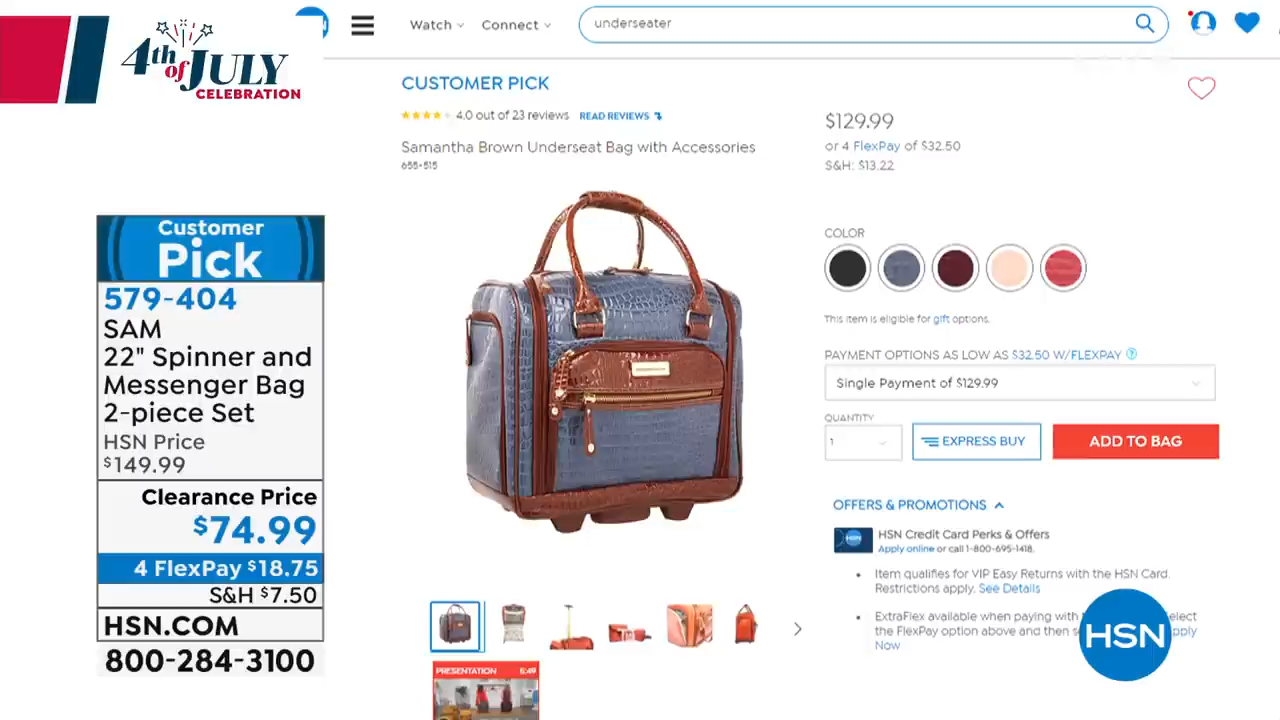 4th of JULY
CELEBRATION
Watch
Connect
underseater
CUSTOMER PICK
4.0 out of 23 reviews READ REVIEWS
Samantha Brown Underseat Bag with Accessories
655-515
$129.99
or 4 FlexPay of $32.50
S&H: $13.22
COLOR
This item is eligible for gift options.
PAYMENT OPTIONS AS LOW AS $32.50 W/FLEXPAY
Single Payment of $129.99
QUANTITY
1
EXPRESS BUY
ADD TO BAG
OFFERS & PROMOTIONS
HSN
HSN Credit Card Perks & Offers
Apply online or call 1-800-695-1418.
Item qualifies for VIP Easy Returns with the HSN Card.
Restrictions apply. See Details
ExtraFlex available when paying with
the FlexPay option above and then
Now
HSN
PRESENTATION 6:49
Customer
Pick
579-404
SAM
22" Spinner and
Messenger Bag
2-piece Set
HSN Price
$149.99
Clearance Price
$74.99
4 FlexPay $18.75
S&H $7.50
HSN.COM
800-284-3100